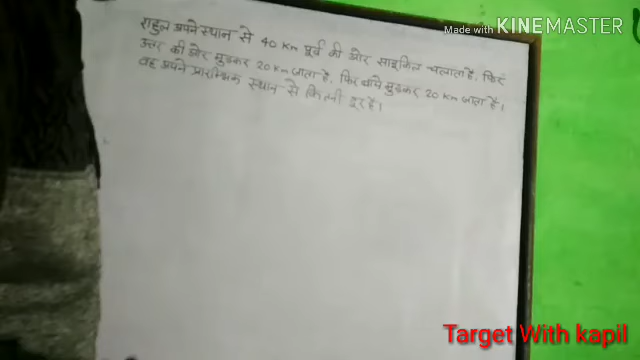 Made with KINEMASTER
राहुल अपने स्थान से 40 Km पूर्व की ओर साइकिल चलाता है, फिर
उत्तर की ओर मुड़कर 20 Km जाता है, फिर बांये मुड़कर 20 Km जाता है।
वह अपने प्रारम्भिक स्थान से कितनी दूर है।
Target With kapil